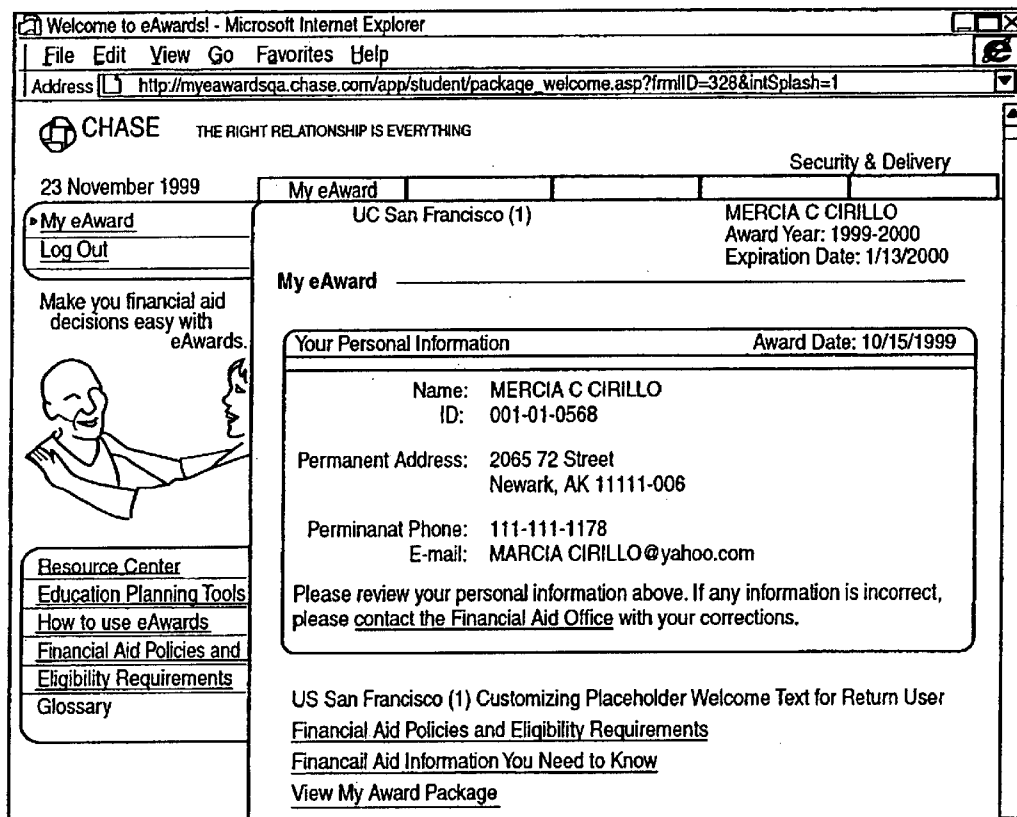 Welcome to eAwards! - Microsoft Internet Explorer
File Edit View Go Favorites Help
Address http://myeawardsqa.chase.com/app/student/package_welcome.asp?frmlID=328&intSplash=1
CHASE THE RIGHT RELATIONSHIP IS EVERYTHING
Security & Delivery
23 November 1999
My eAward
My eAward
Log Out
Make you financial aid
decisions easy with
eAwards.
Resource Center
Education Planning Tools
How to use eAwards
Financial Aid Policies and
Eligibility Requirements
Glossary
UC San Francisco (1)
MERCIA C CIRILLO
Award Year: 1999-2000
Expiration Date: 1/13/2000
My eAward
Your Personal Information Award Date: 10/15/1999
Name: MERCIA C CIRILLO
ID: 001-01-0568
Permanent Address: 2065 72 Street
Newark, AK 11111-006
Perminanat Phone: 111-111-1178
E-mail: MARCIA CIRILLO@yahoo.com
Please review your personal information above. If any information is incorrect,
please contact the Financial Aid Office with your corrections.
US San Francisco (1) Customizing Placeholder Welcome Text for Return User
Financial Aid Policies and Eligibility Requirements
Financail Aid Information You Need to Know
View My Award Package